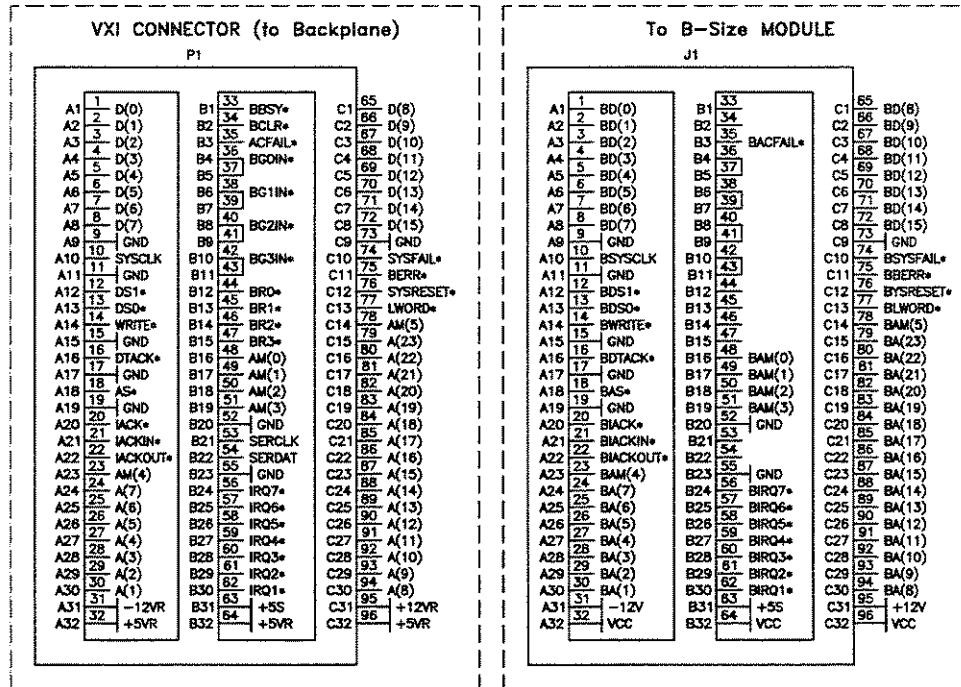 VXI CONNECTOR (to Backplane)
P1
A1 1 D(0)
A2 2 D(1)
A3 3 D(2)
A4 4 D(3)
A5 5 D(4)
A6 6 D(5)
A7 7 D(6)
A8 8 D(7)
A9 9 GND
A10 10 SYSCLK
A11 11 GND
A12 12 DS1*
A13 13 DS0*
A14 14 WRITE*
A15 15 GND
A16 16 DTACK*
A17 17 GND
A18 18 AS*
A19 19 GND
A20 20 IACK*
A21 21 IACKIN*
A22 22 IACKOUT*
A23 23 AM(4)
A24 24 A(7)
A25 25 A(6)
A26 26 A(5)
A27 27 A(4)
A28 28 A(3)
A29 29 A(2)
A30 30 A(1)
A31 31 -12VR
A32 32 +5VR
B1 33 BBSY*
B2 34 BCLR*
B3 35 ACFAIL*
B4 36 BG0IN*
B5 37
B6 38 BG1IN*
B7 39
B8 40 BG2IN*
B9 41
B10 42 BG3IN*
B11 43
B12 44 BR0*
B13 45 BR1*
B14 46 BR2*
B15 47 BR3*
B16 48 AM(0)
B17 49 AM(1)
B18 50 AM(2)
B19 51 AM(3)
B20 52 GND
B21 53 SERCLK
B22 54 SERDAT
B23 55 GND
B24 56 IRQ7*
B25 57 IRQ6*
B26 58 IRQ5*
B27 59 IRQ4*
B28 60 IRQ3*
B29 61 IRQ2*
B30 62 IRQ1*
B31 63 +5S
B32 64 +5VR
C1 65 D(8)
C2 66 D(9)
C3 67 D(10)
C4 68 D(11)
C5 69 D(12)
C6 70 D(13)
C7 71 D(14)
C8 72 D(15)
C9 73 GND
C10 74 SYSFAIL*
C11 75 BERR*
C12 76 SYSRESET*
C13 77 LWORD*
C14 78 AM(5)
C15 79 A(23)
C16 80 A(22)
C17 81 A(21)
C18 82 A(20)
C19 83 A(19)
C20 84 A(18)
C21 85 A(17)
C22 86 A(16)
C23 87 A(15)
C24 88 A(14)
C25 89 A(13)
C26 90 A(12)
C27 91 A(11)
C28 92 A(10)
C29 93 A(9)
C30 94 A(8)
C31 95 +12VR
C32 96 +5VR
To B-Size MODULE
J1
A1 1 BD(0)
A2 2 BD(1)
A3 3 BD(2)
A4 4 BD(3)
A5 5 BD(4)
A6 6 BD(5)
A7 7 BD(6)
A8 8 BD(7)
A9 9 GND
A10 10 BSYSCLK
A11 11 GND
A12 12 BDS1*
A13 13 BDS0*
A14 14 BWRITE*
A15 15 GND
A16 16 BDTACK*
A17 17 GND
A18 18 BAS*
A19 19 GND
A20 20 BIACK*
A21 21 BIACKIN*
A22 22 BIACKOUT*
A23 23 BAM(4)
A24 24 BA(7)
A25 25 BA(6)
A26 26 BA(5)
A27 27 BA(4)
A28 28 BA(3)
A29 29 BA(2)
A30 30 BA(1)
A31 31 -12V
A32 32 VCC
B1 33
B2 34
B3 35 BACFAIL*
B4 36
B5 37
B6 38
B7 39
B8 40
B9 41
B10 42
B11 43
B12 44
B13 45
B14 46
B15 47
B16 48 BAM(0)
B17 49 BAM(1)
B18 50 BAM(2)
B19 51 BAM(3)
B20 52 GND
B21 53
B22 54
B23 55 GND
B24 56 BIRQ7*
B25 57 BIRQ6*
B26 58 BIRQ5*
B27 59 BIRQ4*
B28 60 BIRQ3*
B29 61 BIRQ2*
B30 62 BIRQ1*
B31 63 +5S
B32 64 VCC
C1 65 BD(8)
C2 66 BD(9)
C3 67 BD(10)
C4 68 BD(11)
C5 69 BD(12)
C6 70 BD(13)
C7 71 BD(14)
C8 72 BD(15)
C9 73 GND
C10 74 BSYSFAIL*
C11 75 BBERR*
C12 76 BYSRESET*
C13 77 BLWORD*
C14 78 BAM(5)
C15 79 BA(23)
C16 80 BA(22)
C17 81 BA(21)
C18 82 BA(20)
C19 83 BA(19)
C20 84 BA(18)
C21 85 BA(17)
C22 86 BA(16)
C23 87 BA(15)
C24 88 BA(14)
C25 89 BA(13)
C26 90 BA(12)
C27 91 BA(11)
C28 92 BA(10)
C29 93 BA(9)
C30 94 BA(8)
C31 95 +12V
C32 96 VCC